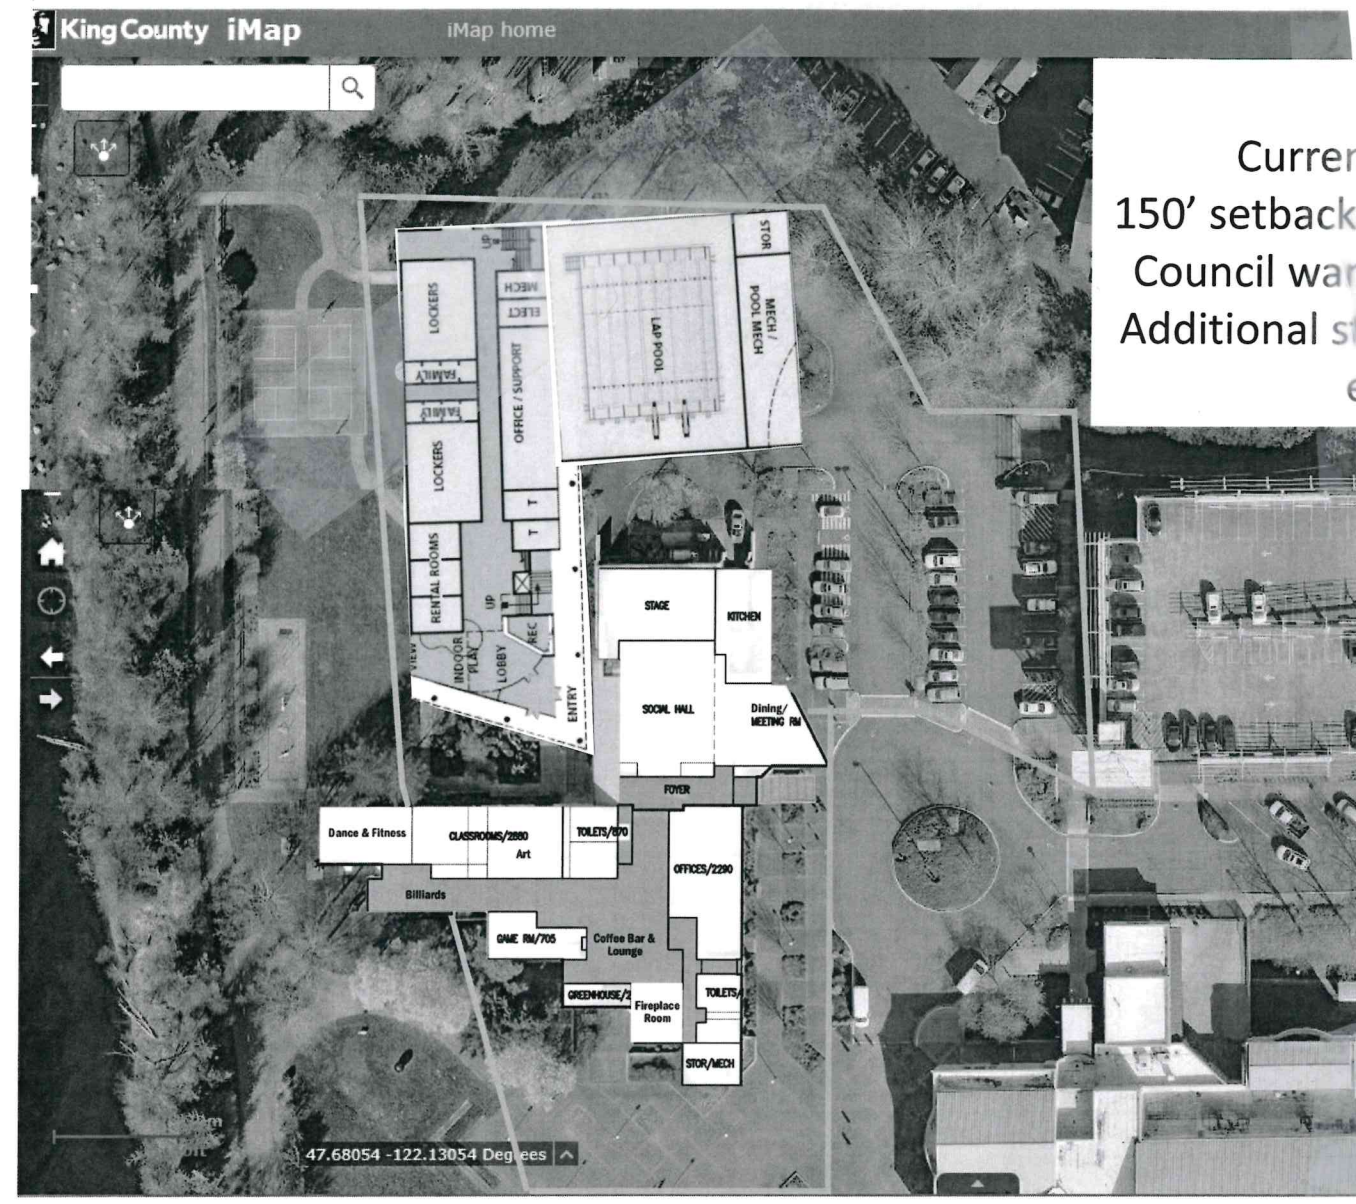 King County iMap
iMap home
150' setback
Additional
UP
STOR
LOCKERS
MECH
ELECT
MECH /
POOL MECH
LAP POOL
FAMILY
FAMILY
OFFICE / SUPPORT
LOCKERS
T
T
RENTAL ROOMS
UP
REC
VIEW
INDOOR
PLAY
LOBBY
ENTRY
STAGE
KITCHEN
SOCIAL HALL
Dining/
MEETING RM
FOYER
Dance & Fitness
CLASSROOMS/2880
Art
TOILETS/870
OFFICES/2290
Billiards
GAME RM/705
Coffee Bar &
Lounge
GREENHOUSE/2
Fireplace
Room
TOILETS/
STOR/MECH
47.68054 -122.13054 Degrees